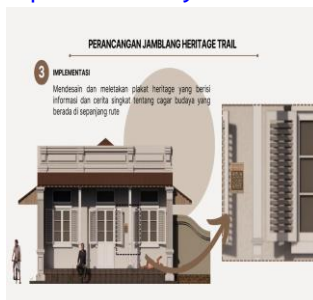 PERANCANGAN JAMBLANG HERITAGE TRAIL
3
IMPLEMENTASI
Mendesain dan meletakan plakat heritage yang berisi
informasi dan cerita singkat tentang cagar budaya yang
berada di sepanjang rute